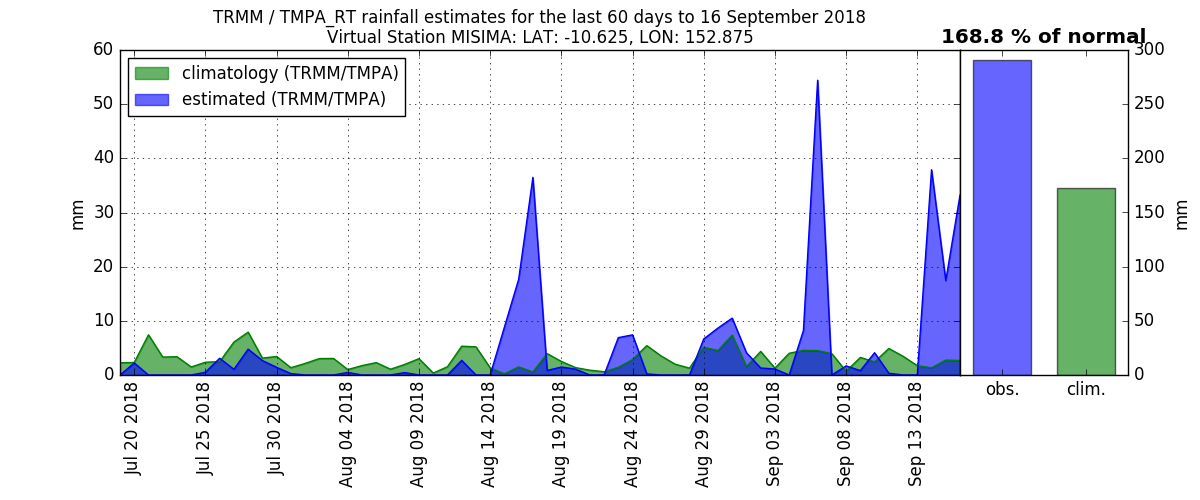 TRMM / TMPA_RT rainfall estimates for the last 60 days to 16 September 2018
Virtual Station MISIMA: LAT: -10.625, LON: 152.875
168.8 % of normal
climatology (TRMM/TMPA)
estimated (TRMM/TMPA)
60
50
40
30
20
10
0
mm
Jul 20 2018
Jul 25 2018
Jul 30 2018
Aug 04 2018
Aug 09 2018
Aug 14 2018
Aug 19 2018
Aug 24 2018
Aug 29 2018
Sep 03 2018
Sep 08 2018
Sep 13 2018
300
250
200
150
100
50
0
mm
obs.
clim.